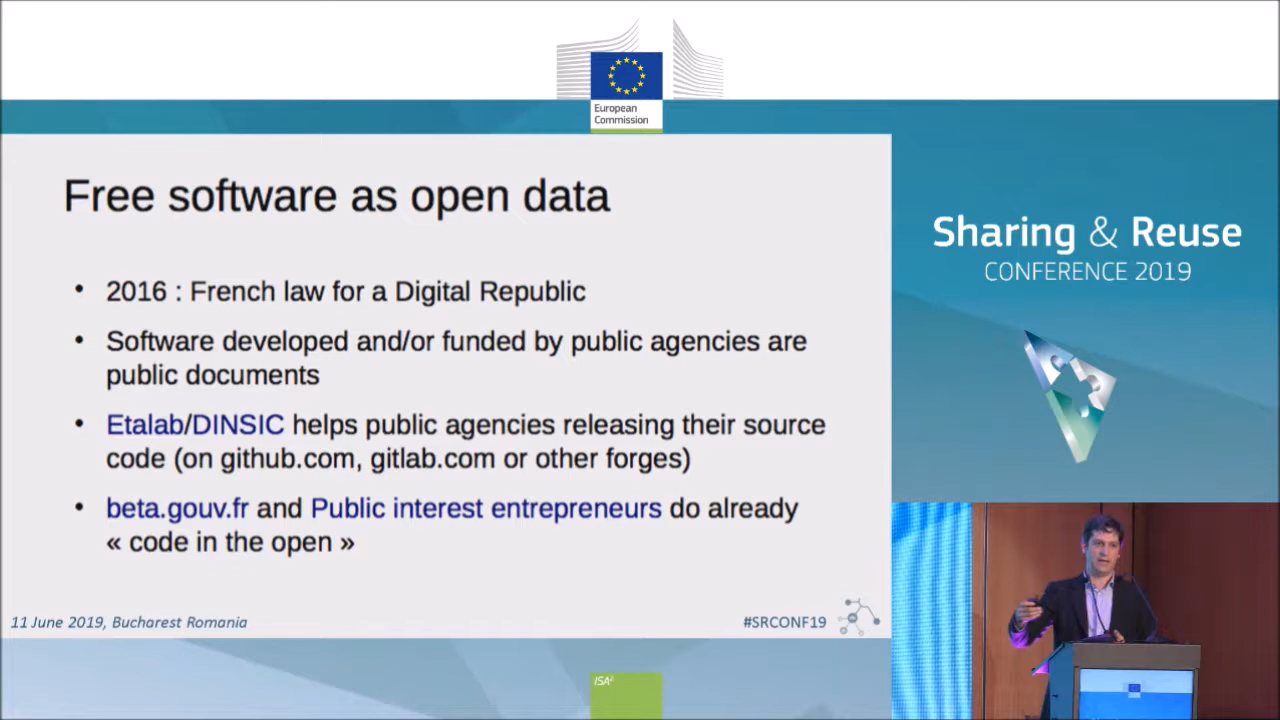 European
Commission
Free software as open data
• 2016 : French law for a Digital Republic
• Software developed and/or funded by public agencies are
public documents
• Etalab/DINSIC helps public agencies releasing their source
code (on github.com, gitlab.com or other forges)
• beta.gouv.fr and Public interest entrepreneurs do already
« code in the open »
11 June 2019, Bucharest Romania
#SRCONF19
Sharing & Reuse
CONFERENCE 2019
ISA²